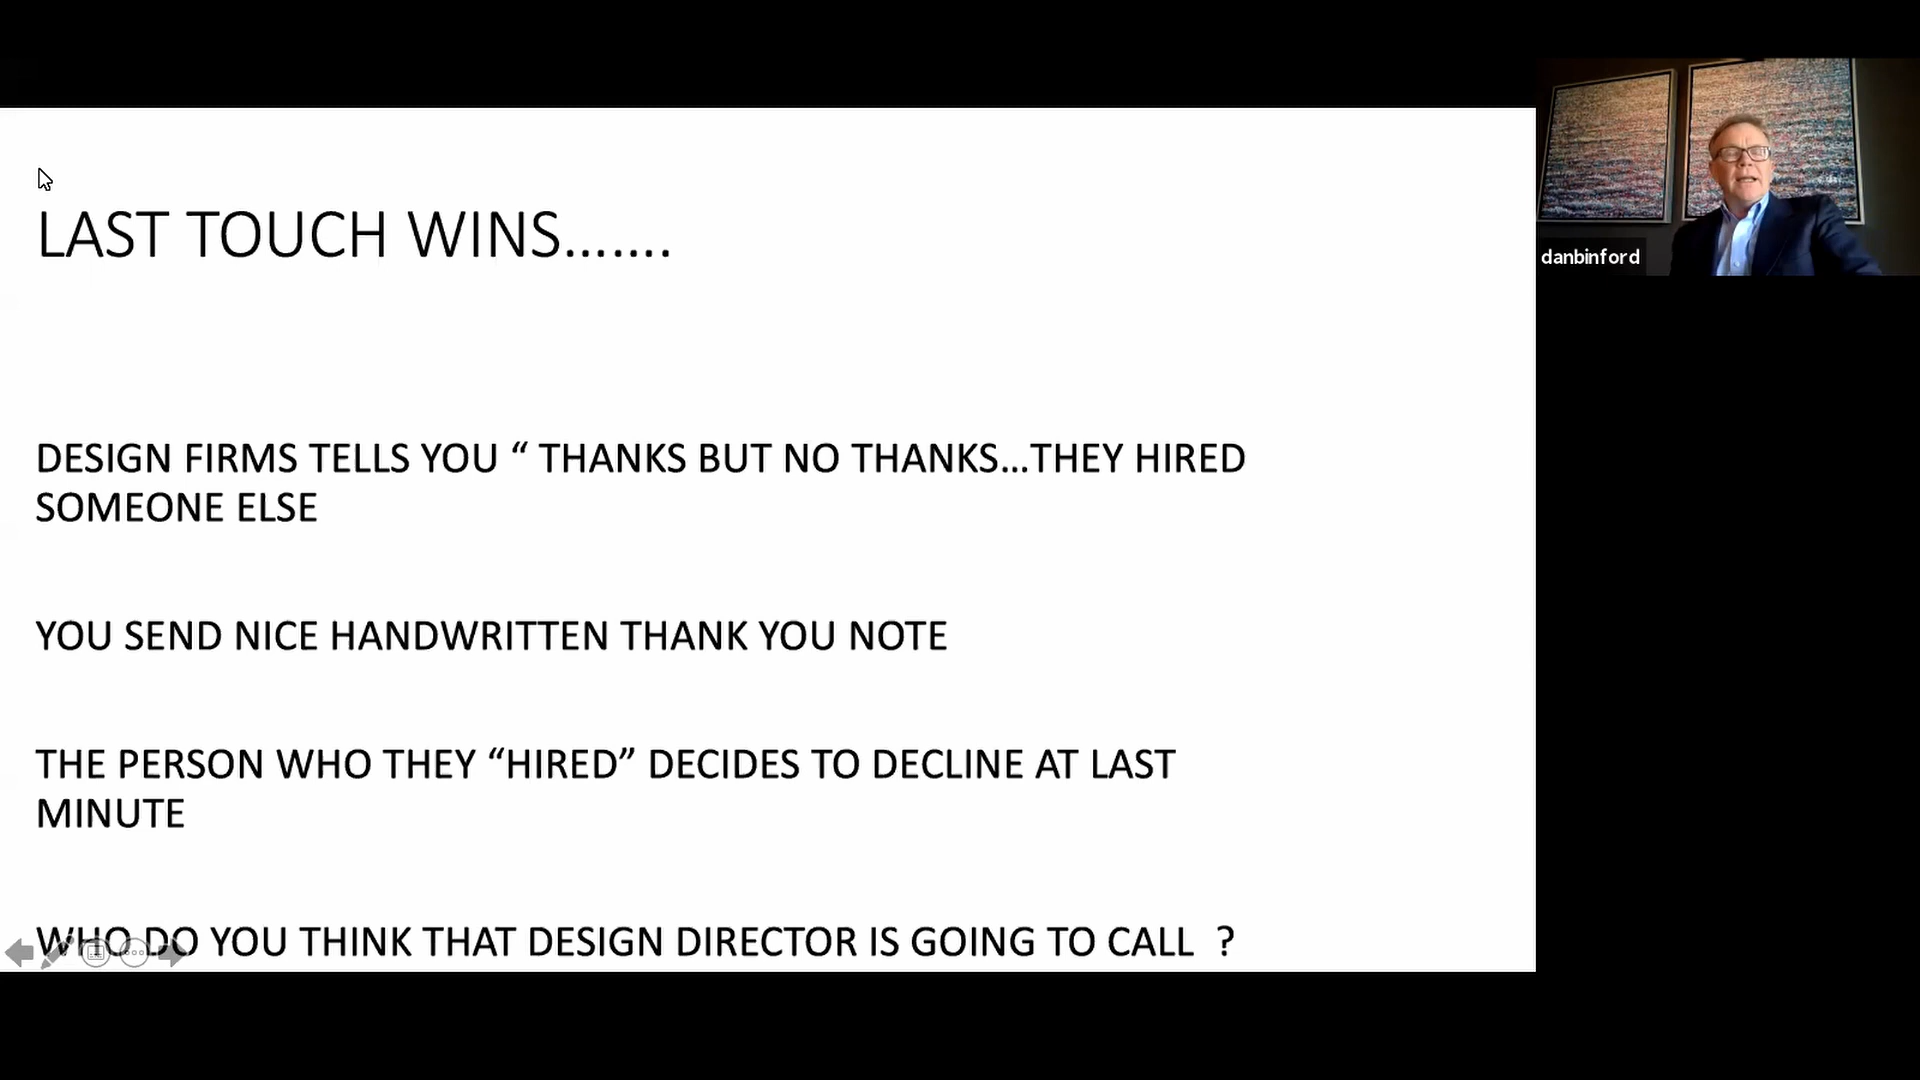 LAST TOUCH WINS.......
DESIGN FIRMS TELLS YOU “ THANKS BUT NO THANKS...THEY HIRED
SOMEONE ELSE
YOU SEND NICE HANDWRITTEN THANK YOU NOTE
THE PERSON WHO THEY “HIRED” DECIDES TO DECLINE AT LAST
MINUTE
WHO DO YOU THINK THAT DESIGN DIRECTOR IS GOING TO CALL  ?
danbinford